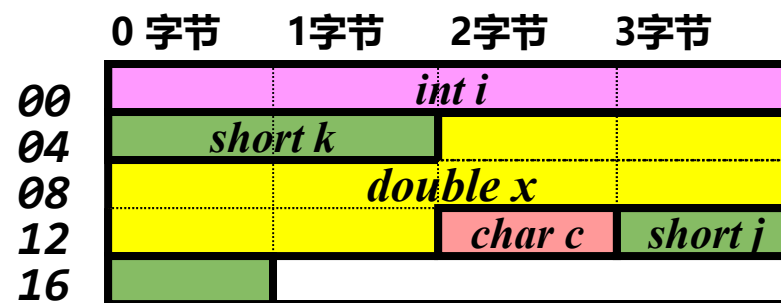 0 字节 1字节 2字节 3字节
00 int i
04 short k
08 double x
12 char c short j
16